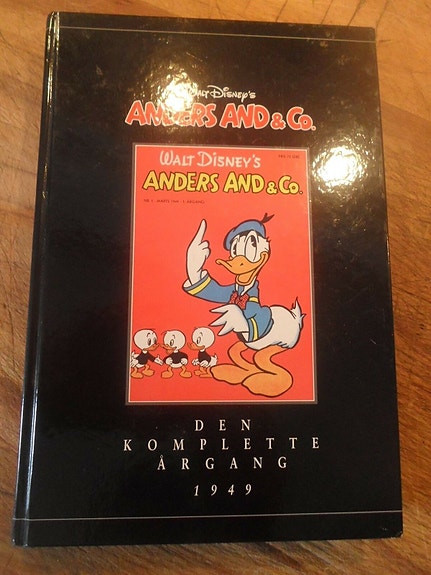 Walt Disney's
ANDERS AND & Co.
WALT DISNEY'S
ANDERS AND & Co.
DEN
KOMPLETTE
ÅRGANG
1949